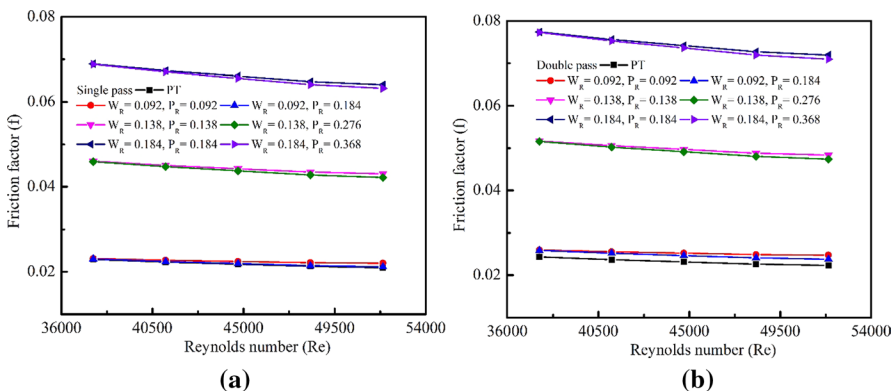 0.08
0.06
0.04
0.02
Friction factor (f)
Single pass PT
W_R = 0.092, P_R = 0.092 W_R = 0.092, P_R = 0.184
W_R = 0.138, P_R = 0.138 W_R = 0.138, P_R = 0.276
W_R = 0.184, P_R = 0.184 W_R = 0.184, P_R = 0.368
36000 40500 45000 49500 54000
Reynolds number (Re)
(a)
0.08
0.06
0.04
0.02
Friction factor (f)
Double pass PT
W_R = 0.092, P_R = 0.092 W_R = 0.092, P_R = 0.184
W_R – 0.138, P_R – 0.138 W_R – 0.138, P_R – 0.276
W_R = 0.184, P_R = 0.184 W_R = 0.184, P_R = 0.368
36000 40500 45000 49500 54000
Reynolds number (Re)
(b)